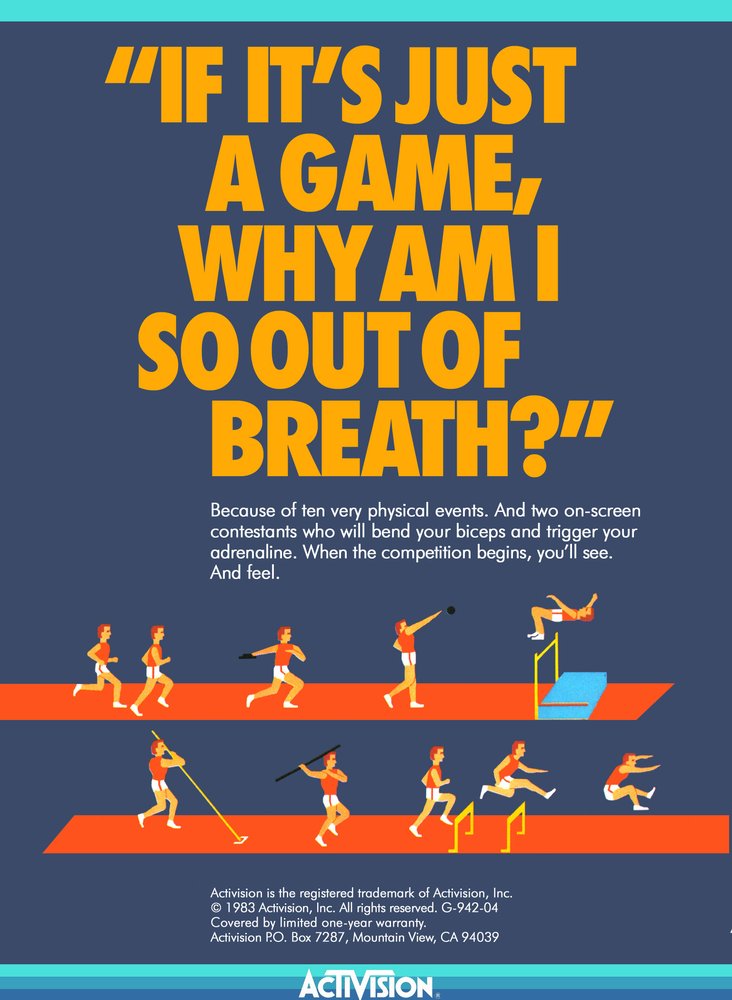 “IF IT’S JUST
A GAME,
WHY AM I
SO OUT OF
BREATH?”
Because of ten very physical events. And two on-screen
contestants who will bend your biceps and trigger your
adrenaline. When the competition begins, you’ll see.
And feel.
Activision is the registered trademark of Activision, Inc.
© 1983 Activision, Inc. All rights reserved. G-942-04
Covered by limited one-year warranty.
Activision P.O. Box 7287, Mountain View, CA 94039
ACTIVISION®